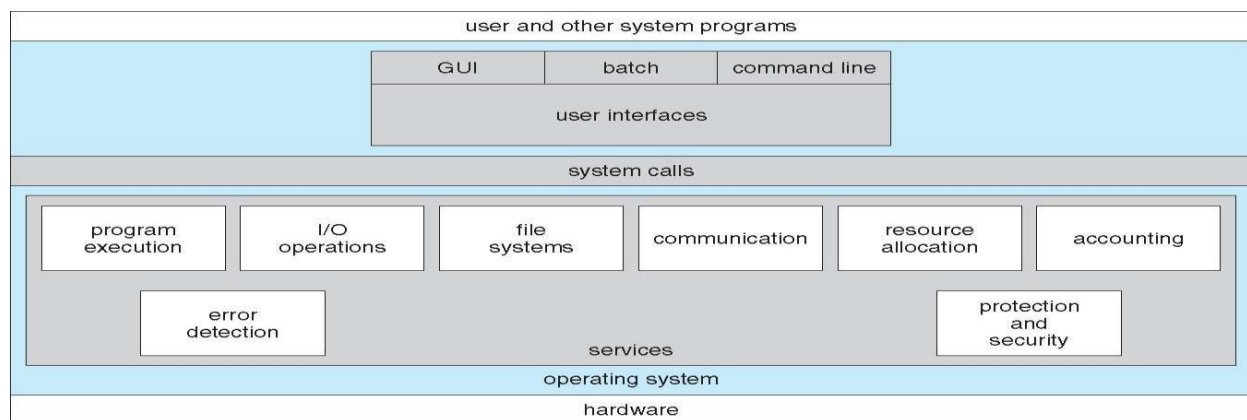 user and other system programs
GUI
batch
command line
user interfaces
system calls
program
execution
I/O
operations
file
systems
communication
resource
allocation
accounting
error
detection
protection
and
security
services
operating system
hardware